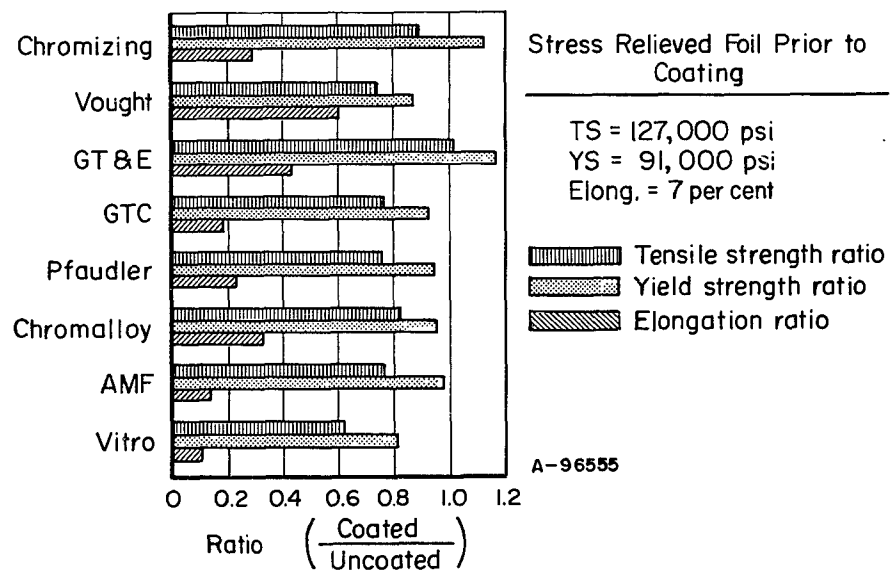 Chromizing
Vought
GT & E
GTC
Pfaudler
Chromalloy
AMF
Vitro
0 0.2 0.4 0.6 0.8 1.0 1.2
Ratio (Coated/Uncoated)
Stress Relieved Foil Prior to
Coating
TS = 127,000 psi
YS = 91,000 psi
Elong. = 7 per cent
Tensile strength ratio
Yield strength ratio
Elongation ratio
A-96555